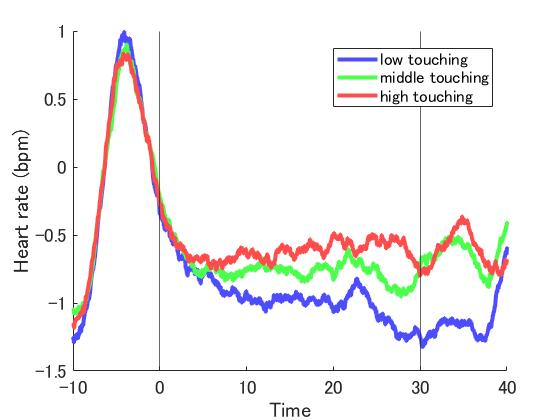 1
0.5
0
-0.5
-1
-1.5
-10
0
10
20
30
40
Heart rate (bpm)
Time
low touching
middle touching
high touching